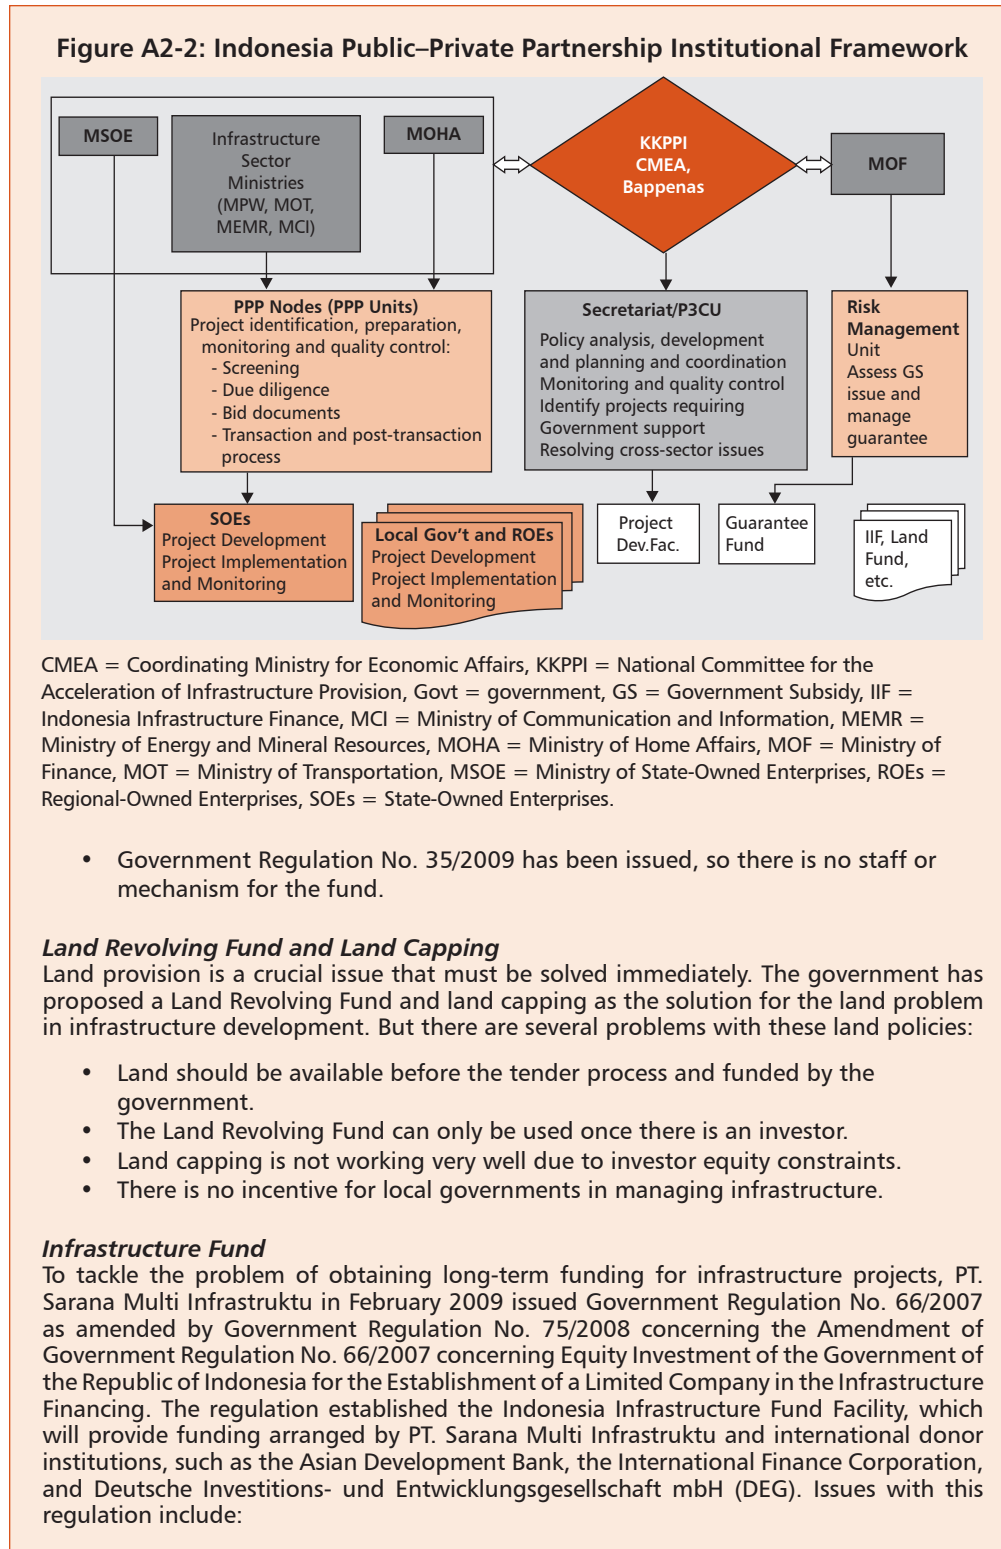 Figure A2-2: Indonesia Public–Private Partnership Institutional Framework
MSOE
Infrastructure
Sector
Ministries
(MPW, MOT,
MEMR, MCI)
MOHA
KKPPI
CMEA,
Bappenas
MOF
PPP Nodes (PPP Units)
Project identification, preparation,
monitoring and quality control:
- Screening
- Due diligence
- Bid documents
- Transaction and post-transaction
process
Secretariat/P3CU
Policy analysis, development
and planning and coordination
Monitoring and quality control
Identify projects requiring
Government support
Resolving cross-sector issues
Risk
Management
Unit
Assess GS
issue and
manage
guarantee
SOEs
Project Development
Project Implementation
and Monitoring
Local Gov't and ROEs
Project Development
Project Implementation
and Monitoring
Project
Dev.Fac.
Guarantee
Fund
IIF, Land
Fund,
etc.
CMEA = Coordinating Ministry for Economic Affairs, KKPPI = National Committee for the
Acceleration of Infrastructure Provision, Govt = government, GS = Government Subsidy, IIF =
Indonesia Infrastructure Finance, MCI = Ministry of Communication and Information, MEMR =
Ministry of Energy and Mineral Resources, MOHA = Ministry of Home Affairs, MOF = Ministry of
Finance, MOT = Ministry of Transportation, MSOE = Ministry of State-Owned Enterprises, ROEs =
Regional-Owned Enterprises, SOEs = State-Owned Enterprises.
• Government Regulation No. 35/2009 has been issued, so there is no staff or
mechanism for the fund.
Land Revolving Fund and Land Capping
Land provision is a crucial issue that must be solved immediately. The government has
proposed a Land Revolving Fund and land capping as the solution for the land problem
in infrastructure development. But there are several problems with these land policies:
• Land should be available before the tender process and funded by the
government.
• The Land Revolving Fund can only be used once there is an investor.
• Land capping is not working very well due to investor equity constraints.
• There is no incentive for local governments in managing infrastructure.
Infrastructure Fund
To tackle the problem of obtaining long-term funding for infrastructure projects, PT.
Sarana Multi Infrastruktu in February 2009 issued Government Regulation No. 66/2007
as amended by Government Regulation No. 75/2008 concerning the Amendment of
Government Regulation No. 66/2007 concerning Equity Investment of the Government of
the Republic of Indonesia for the Establishment of a Limited Company in the Infrastructure
Financing. The regulation established the Indonesia Infrastructure Fund Facility, which
will provide funding arranged by PT. Sarana Multi Infrastruktu and international donor
institutions, such as the Asian Development Bank, the International Finance Corporation,
and Deutsche Investitions- und Entwicklungsgesellschaft mbH (DEG). Issues with this
regulation include: